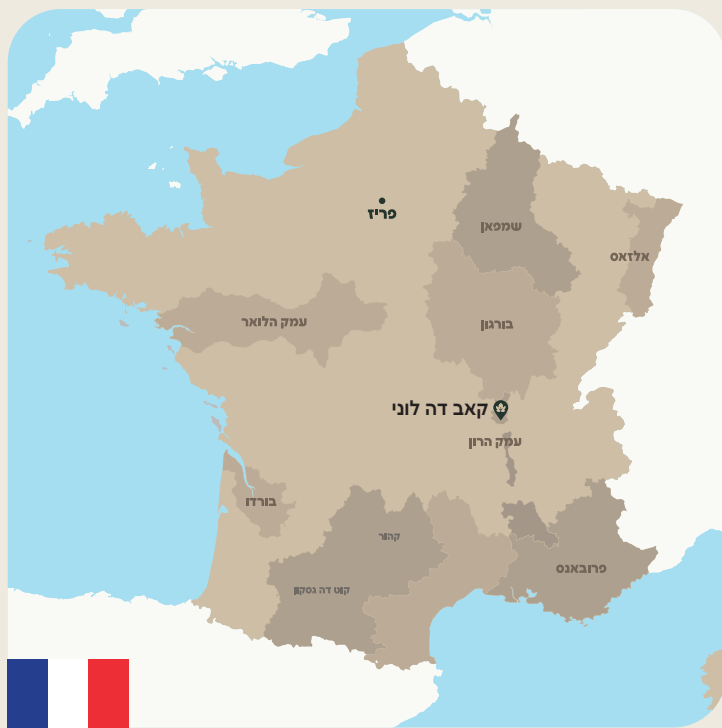 פריז
שמפאן
אלזאס
עמק הלואר
בורגון
קאב דה לוני
עמק הרון
בורדו
קהור
פרובאנס
קוט דה גסקון